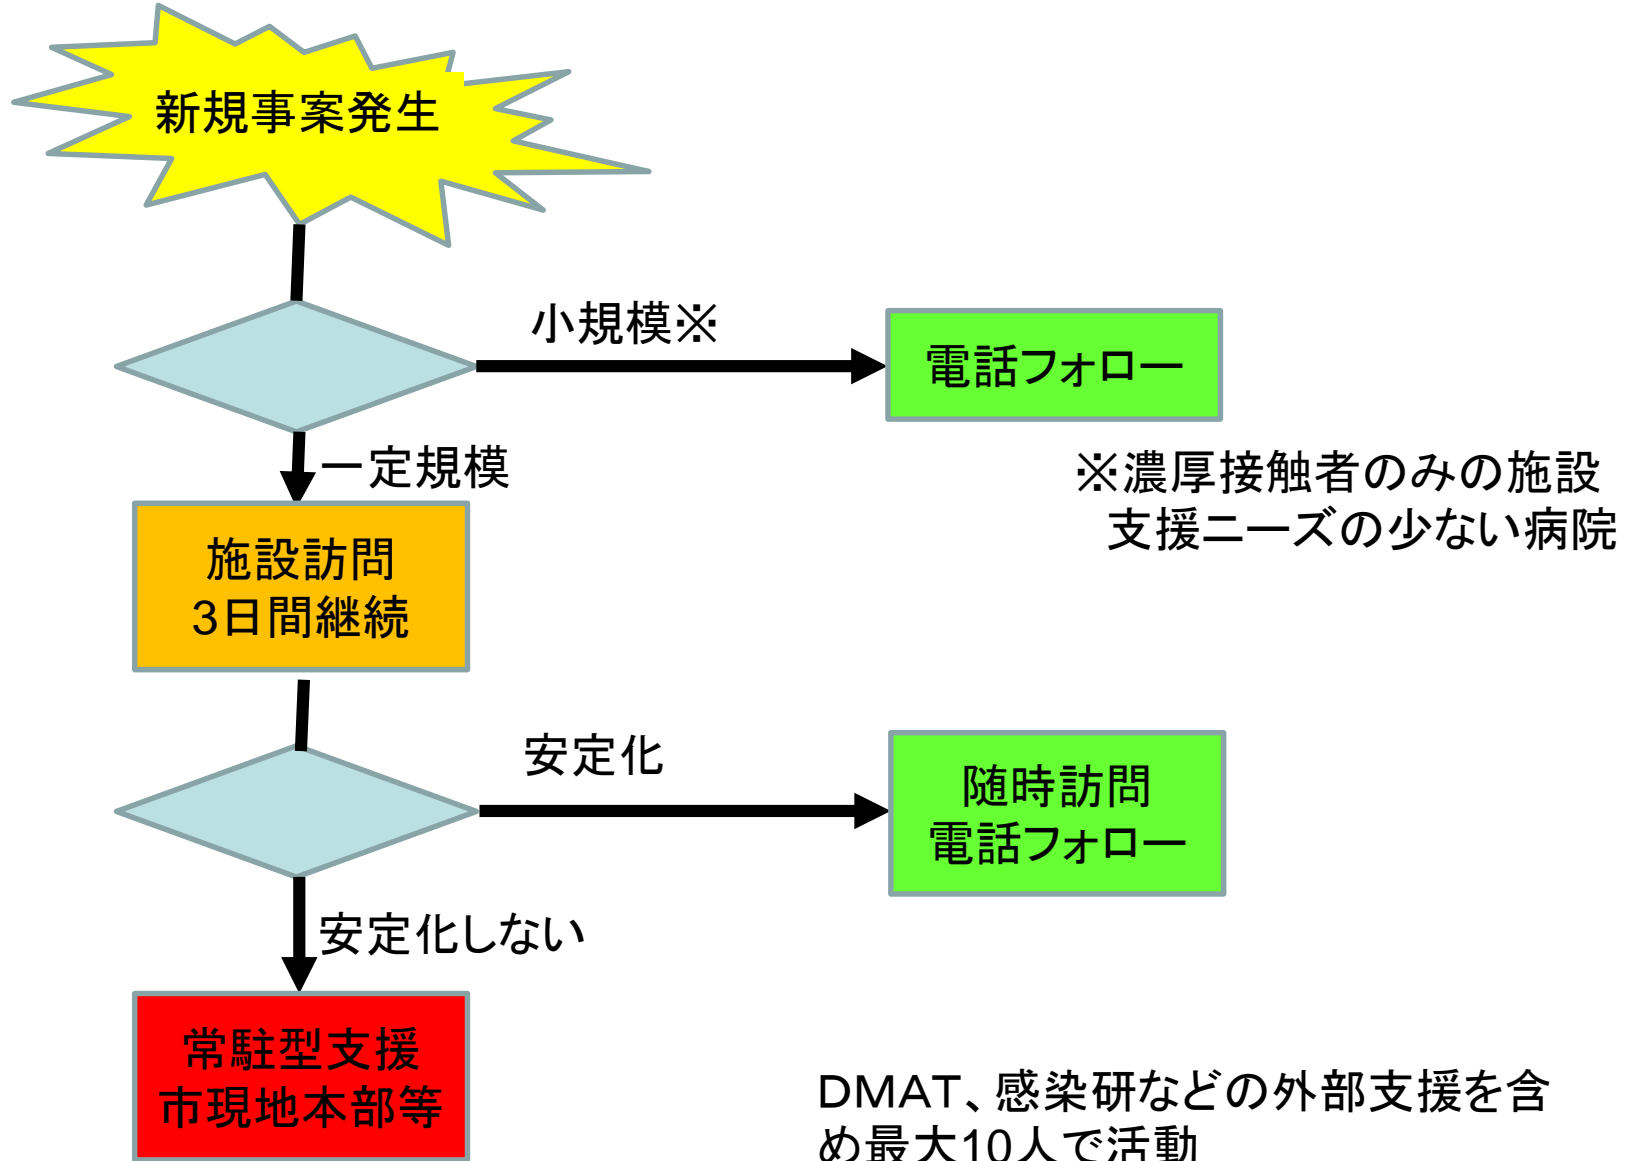 新規事案発生
小規模※
電話フォロー
一定規模
※濃厚接触者のみの施設
支援ニーズの少ない病院
施設訪問
3日間継続
安定化
随時訪問
電話フォロー
安定化しない
常駐型支援
市現地本部等
DMAT、感染研などの外部支援を含
め最大10人で活動